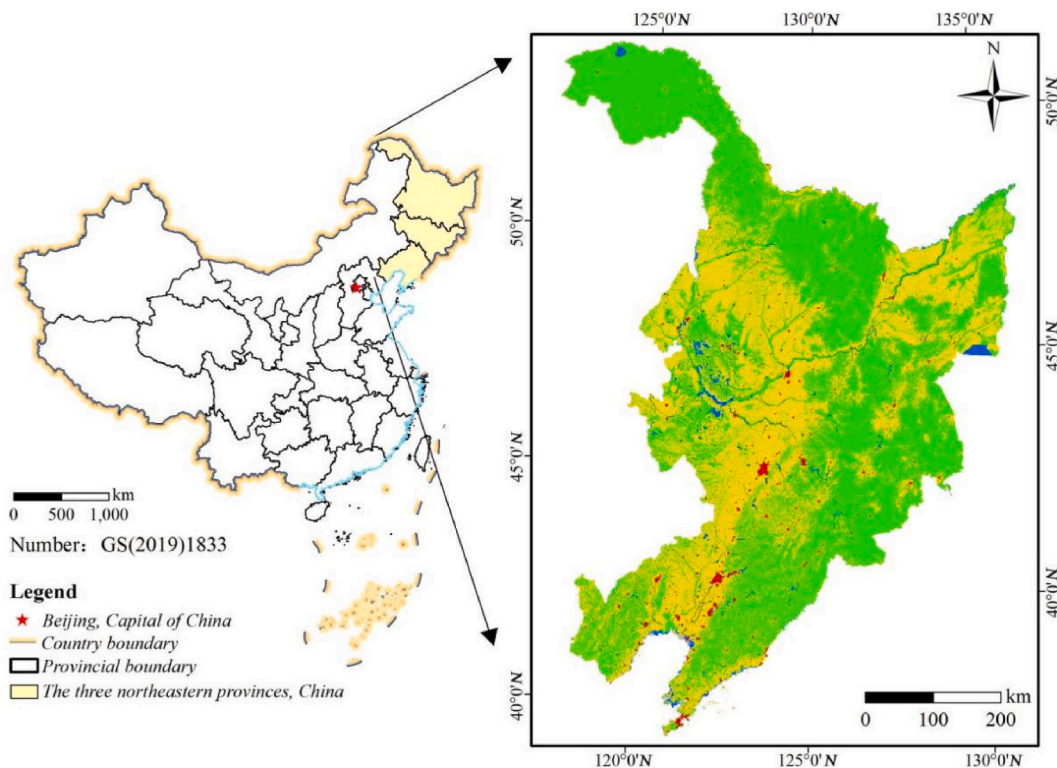 125°0'N 130°0'N 135°0'N
N
50°0'N
45°0'N
40°0'N
50°0'N
45°0'N
40°0'N
120°0'N 125°0'N 130°0'N
km
0 500 1,000
Number: GS(2019)1833
Legend
Beijing, Capital of China
Country boundary
Provincial boundary
The three northeastern provinces, China
km
0 100 200